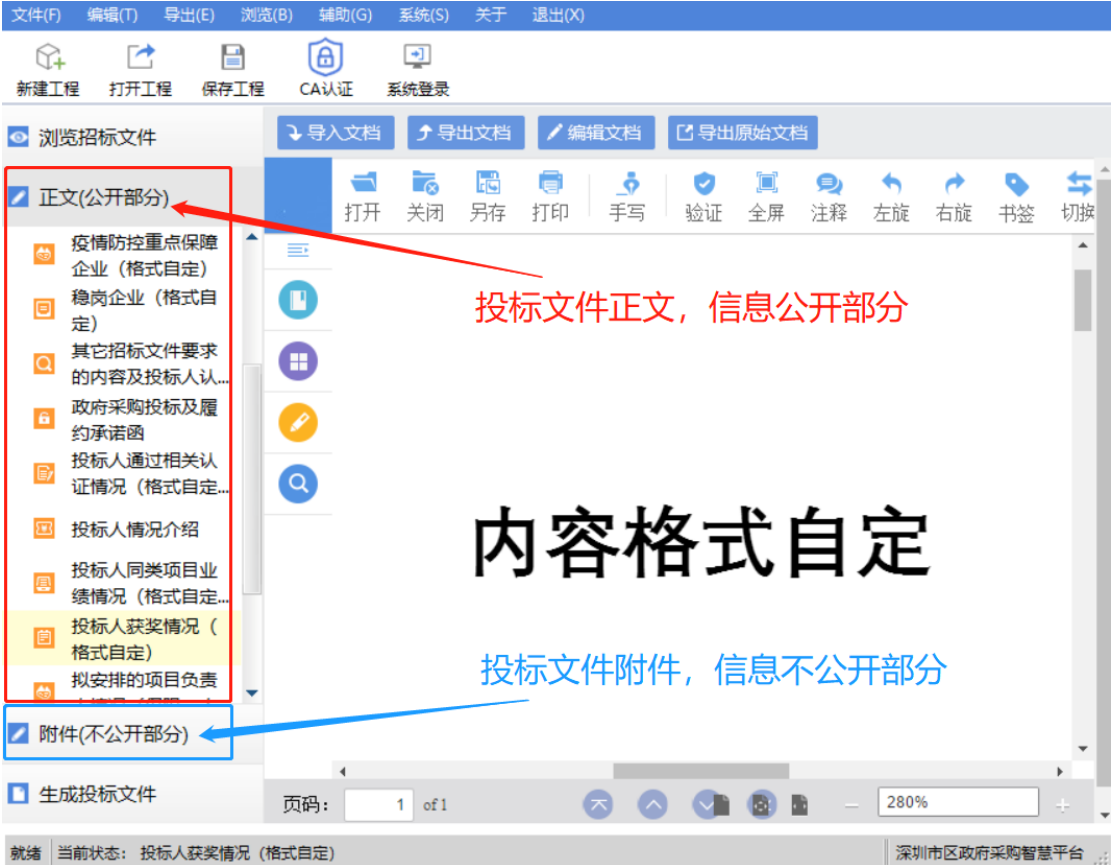 文件(F) 编辑(T) 导出(E) 浏览(B) 辅助(G) 系统(S) 关于 退出(X)
新建工程 打开工程 保存工程 CA认证 系统登录
浏览招标文件
导入文档 导出文档 编辑文档 导出原始文档
正文(公开部分)
打开 关闭 另存 打印 手写 验证 全屏 注释 左旋 右旋 书签 切换
疫情防控重点保障
企业（格式自定）
稳岗企业（格式自
定）
其它招标文件要求
的内容及投标人认...
政府采购投标及履
约承诺函
投标人通过相关认
证情况（格式自定...
投标人情况介绍
投标人同类项目业
绩情况（格式自定...
投标人获奖情况（
格式自定）
拟安排的项目负责
投标文件正文，信息公开部分
内容格式自定
投标文件附件，信息不公开部分
附件(不公开部分)
生成投标文件
页码： 1 of 1 280%
就绪 当前状态： 投标人获奖情况（格式自定） 深圳市区政府采购智慧平台